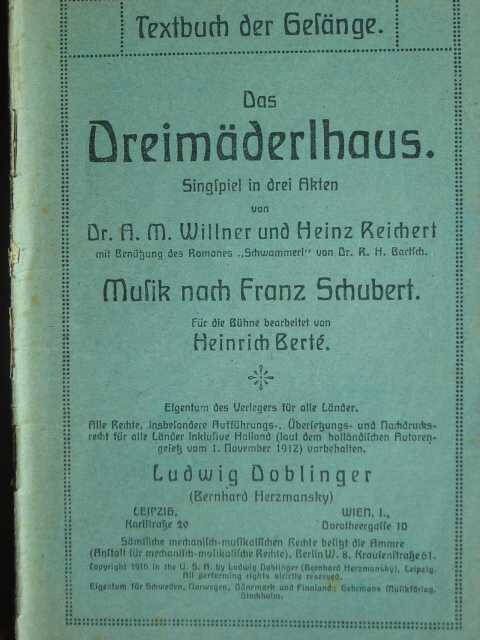 Textbuch der Gesänge.
Das
Dreimäderlhaus.
Singspiel in drei Akten
von
Dr. A. M. Willner und Heinz Reichert
mit Benützung des Romanes „Schwammerl" von Dr. R. H. Bartsch.
Musik nach Franz Schubert.
Für die Bühne bearbeitet von
Heinrich Berté.
Eigentum des Verlegers für alle Länder.
Alle Rechte, insbesondere Aufführungs-, Übersetzungs- und Nachdrucks-
recht für alle Länder inklusive Holland (laut dem holländischen Autoren-
gesetz vom 1. November 1912) vorbehalten.
Ludwig Doblinger
(Bernhard Herzmansky)
LEIPZIG, WIEN, I.,
Karlstraße 20 Dorotheergasse 10
Sämtliche mechanisch-musikalischen Rechte besitzt die Ammre
(Anstalt für mechanisch-musikalische Rechte), Berlin W. 8, Krausenstraße 61.
Copyright 1916 in the U. S. A. by Ludwig Doblinger (Bernhard Herzmansky), Leipzig.
All performing rights strictly reserved.
Eigentum für Schweden, Norwegen, Dänemark und Finnland: Gehrmans Musikförlag,
Stockholm.